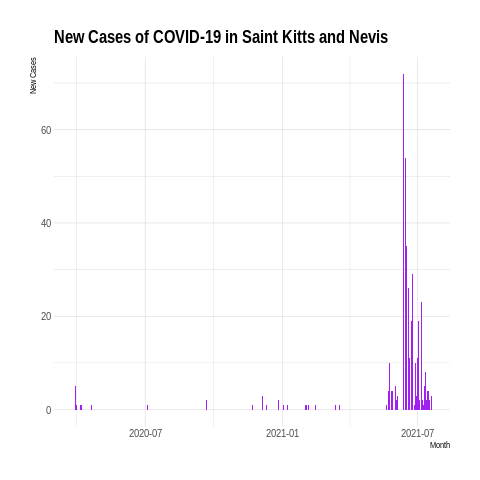 New Cases of COVID-19 in Saint Kitts and Nevis
New Cases
60
40
20
0
2020-07
2021-01
2021-07
Month